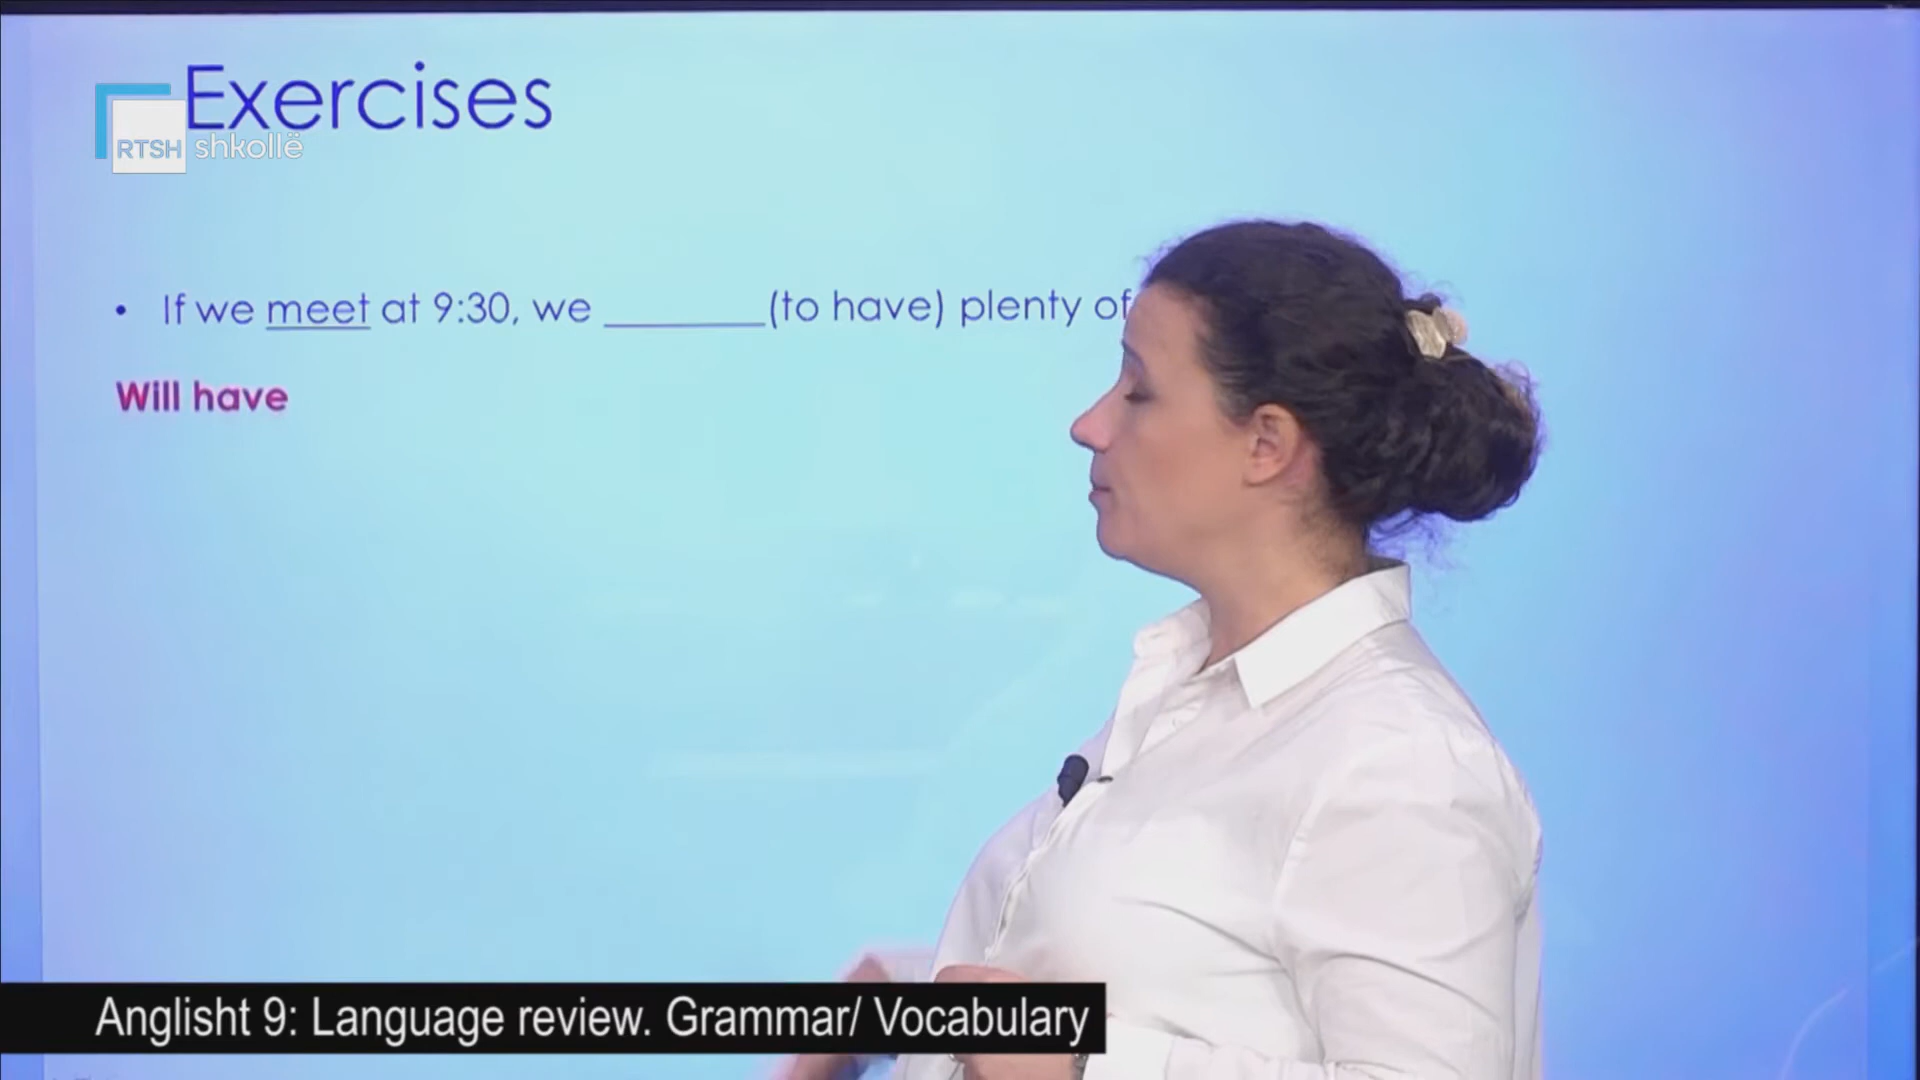 Exercises
RTSH shkollë
• If we meet at 9:30, we ________(to have) plenty of
Will have
Anglisht 9: Language review. Grammar/ Vocabulary